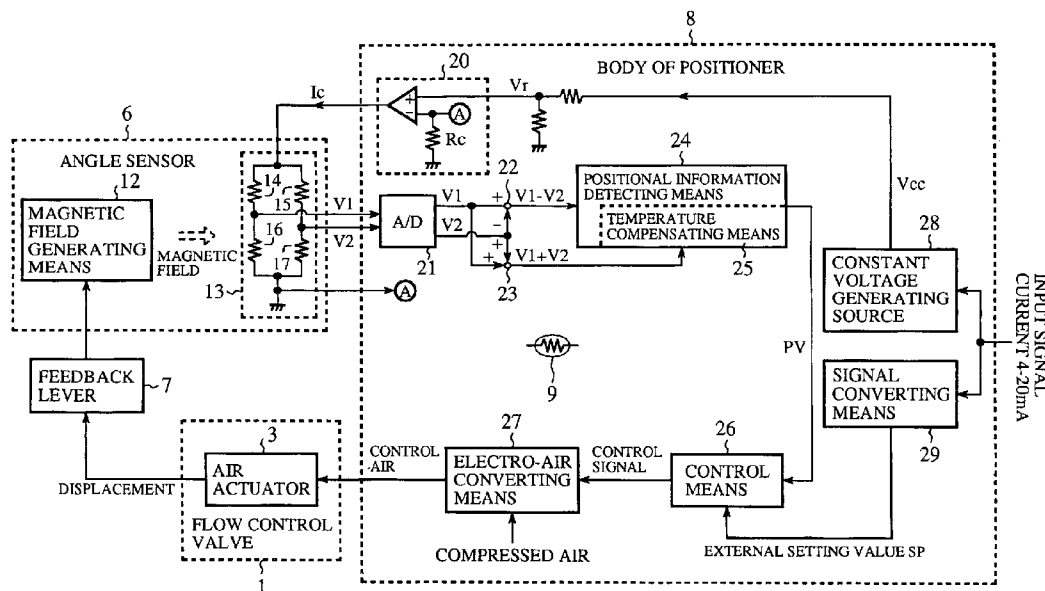 8
20
BODY OF POSITIONER
Ic
Vr
+
−
A
Rc
6
ANGLE SENSOR
12
MAGNETIC
FIELD
GENERATING
MEANS
MAGNETIC
FIELD
14
15
16
17
13
V1
V2
A
A/D
21
V1
V2
22
+
−
V1-V2
+
+
V1+V2
23
24
POSITIONAL INFORMATION
DETECTING MEANS
TEMPERATURE
COMPENSATING MEANS
25
Vcc
28
CONSTANT
VOLTAGE
GENERATING
SOURCE
INPUT SIGNAL
CURRENT 4-20mA
PV
9
SIGNAL
CONVERTING
MEANS
29
FEEDBACK
LEVER
7
3
AIR
ACTUATOR
DISPLACEMENT
FLOW CONTROL
VALVE
1
CONTROL
AIR
27
ELECTRO-AIR
CONVERTING
MEANS
COMPRESSED AIR
CONTROL
SIGNAL
26
CONTROL
MEANS
EXTERNAL SETTING VALUE SP